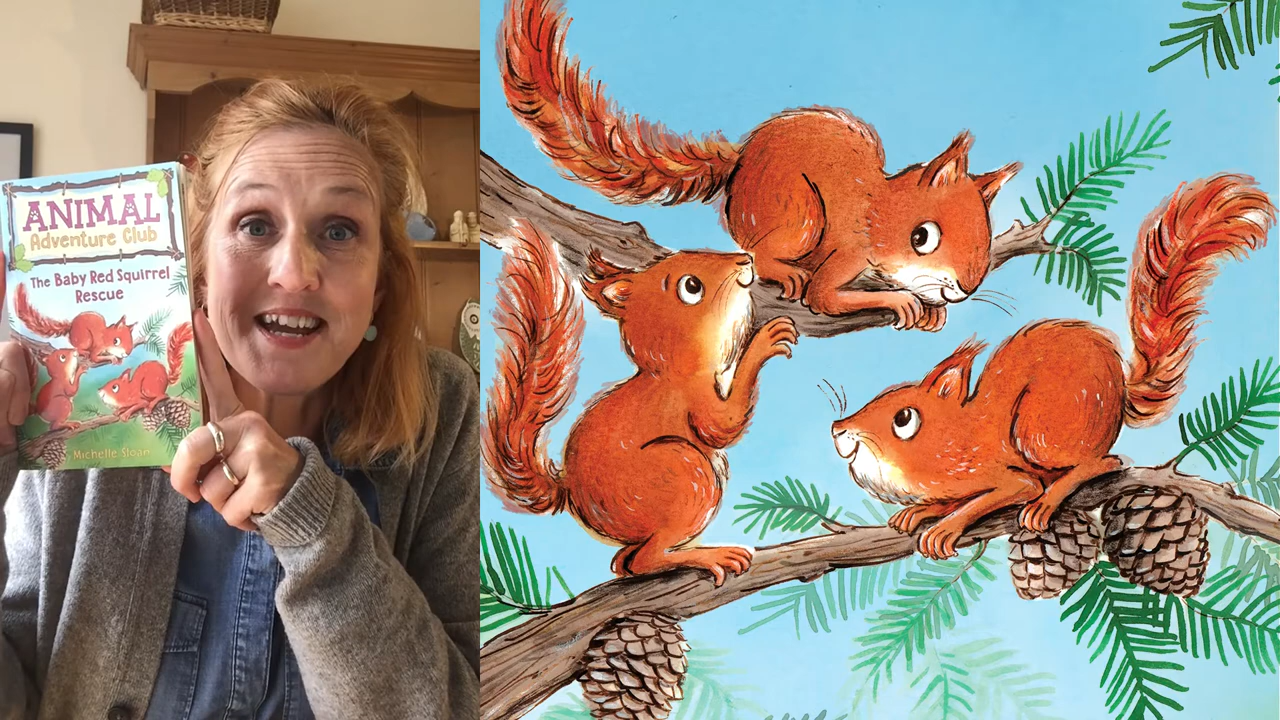 ANIMAL
Adventure Club
The Baby Red Squirrel
Rescue
Michelle Sloan